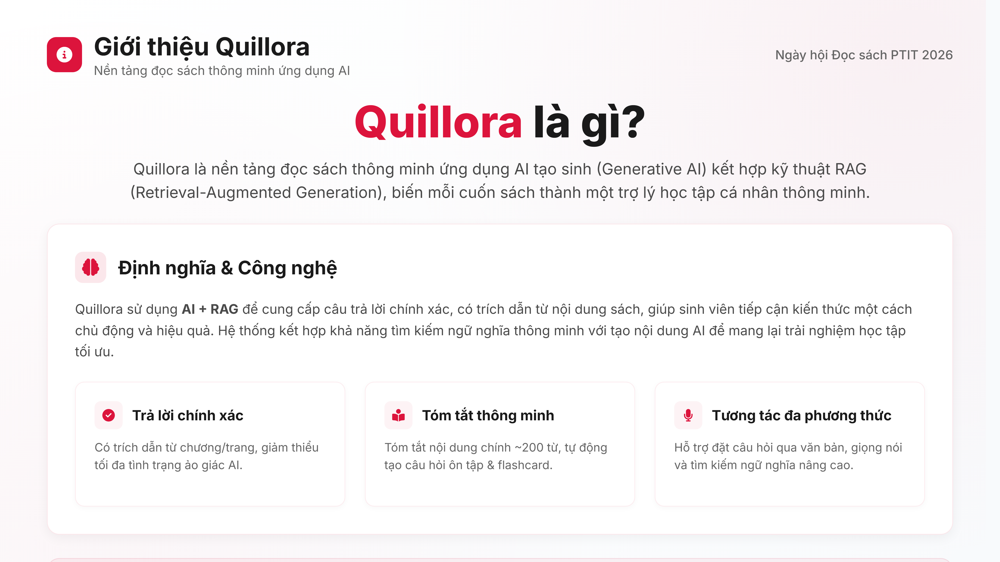 Giới thiệu Quillora
Nền tảng đọc sách thông minh ứng dụng AI
Ngày hội Đọc sách PTIT 2026
Quillora là gì?
Quillora là nền tảng đọc sách thông minh ứng dụng AI tạo sinh (Generative AI) kết hợp kỹ thuật RAG
(Retrieval-Augmented Generation), biến mỗi cuốn sách thành một trợ lý học tập cá nhân thông minh.
Định nghĩa & Công nghệ
Quillora sử dụng AI + RAG để cung cấp câu trả lời chính xác, có trích dẫn từ nội dung sách, giúp sinh viên tiếp cận kiến thức một cách
chủ động và hiệu quả. Hệ thống kết hợp khả năng tìm kiếm ngữ nghĩa thông minh với tạo nội dung AI để mang lại trải nghiệm học tập
tối ưu.
Trả lời chính xác
Có trích dẫn từ chương/trang, giảm thiểu
tối đa tình trạng ảo giác AI.
Tóm tắt thông minh
Tóm tắt nội dung chính ~200 từ, tự động
tạo câu hỏi ôn tập & flashcard.
Tương tác đa phương thức
Hỗ trợ đặt câu hỏi qua văn bản, giọng nói
và tìm kiếm ngữ nghĩa nâng cao.